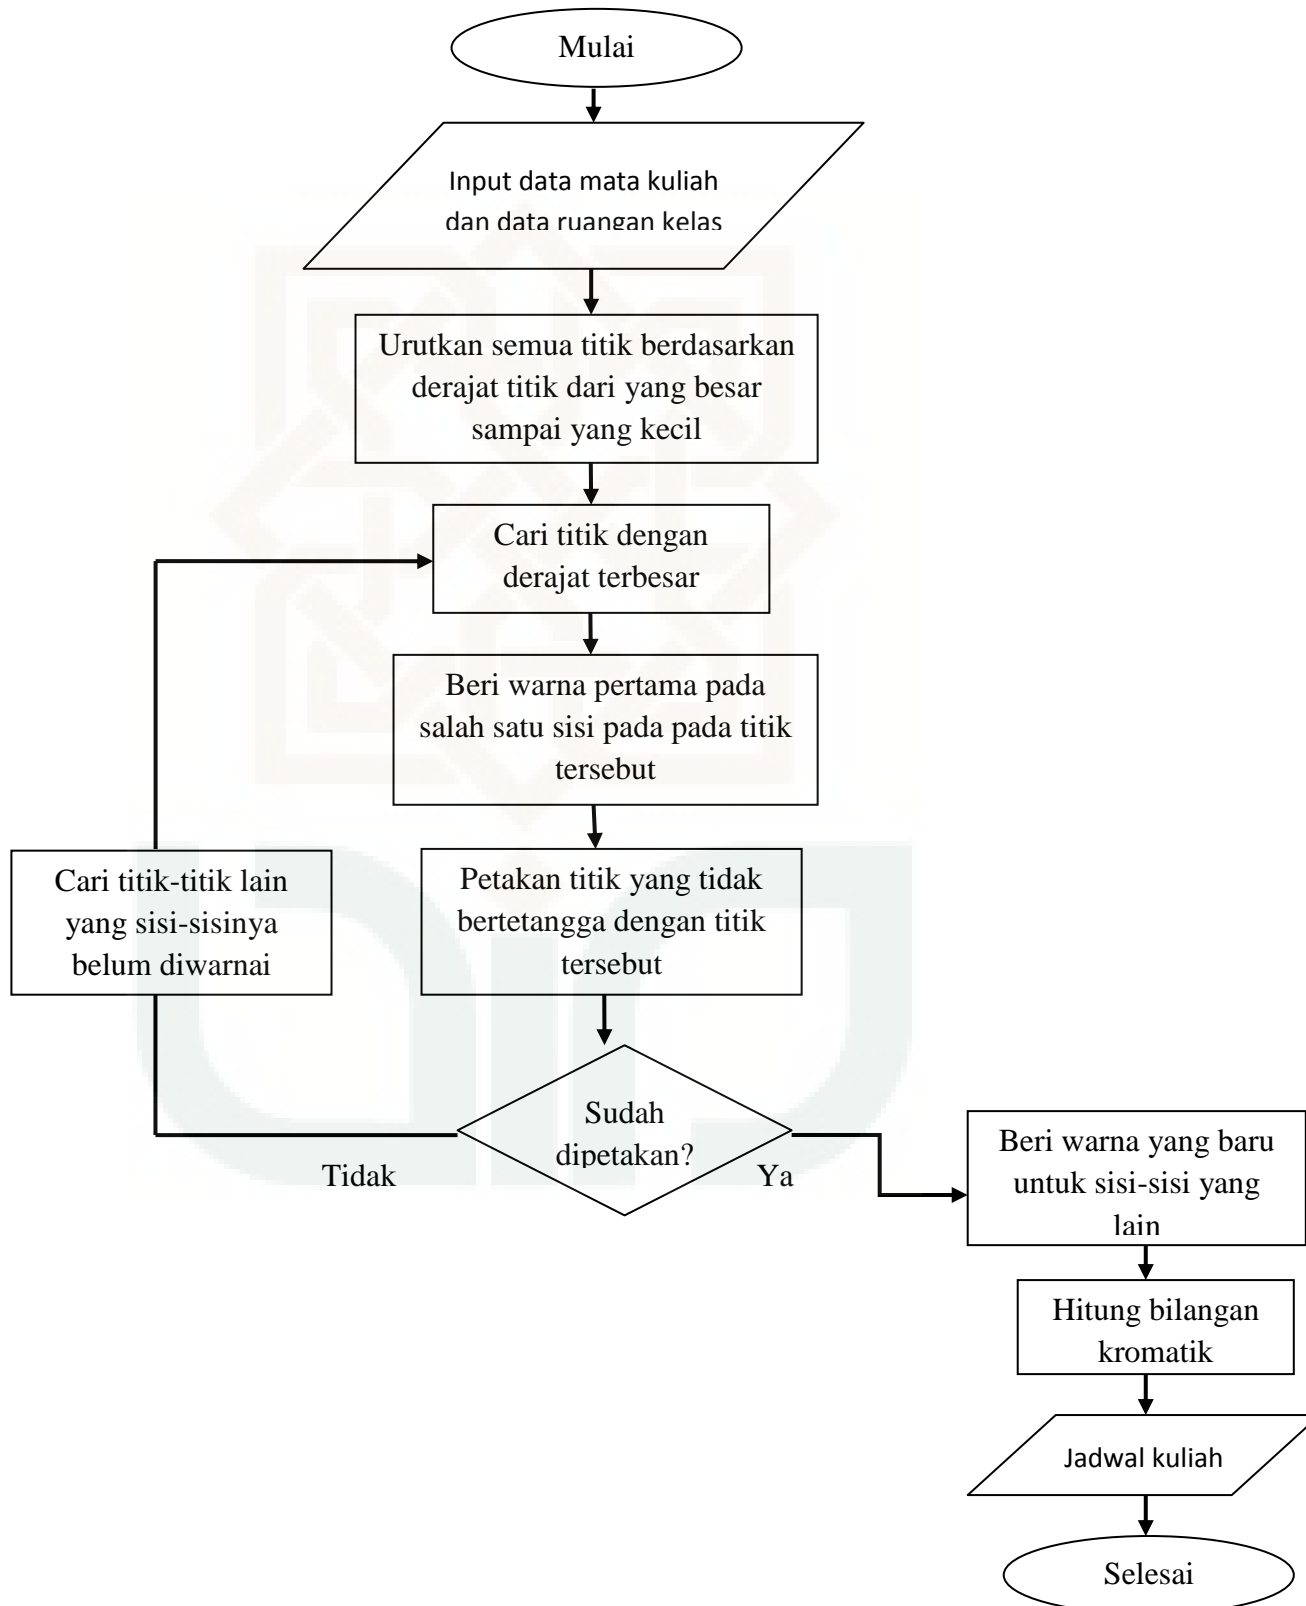 Mulai
Input data mata kuliah
dan data ruangan kelas
Urutkan semua titik berdasarkan
derajat titik dari yang besar
sampai yang kecil
Cari titik dengan
derajat terbesar
Beri warna pertama pada
salah satu sisi pada pada titik
tersebut
Cari titik-titik lain
yang sisi-sisinya
belum diwarnai
Petakan titik yang tidak
bertetangga dengan titik
tersebut
Sudah
dipetakan?
Tidak
Ya
Beri warna yang baru
untuk sisi-sisi yang
lain
Hitung bilangan
kromatik
Jadwal kuliah
Selesai